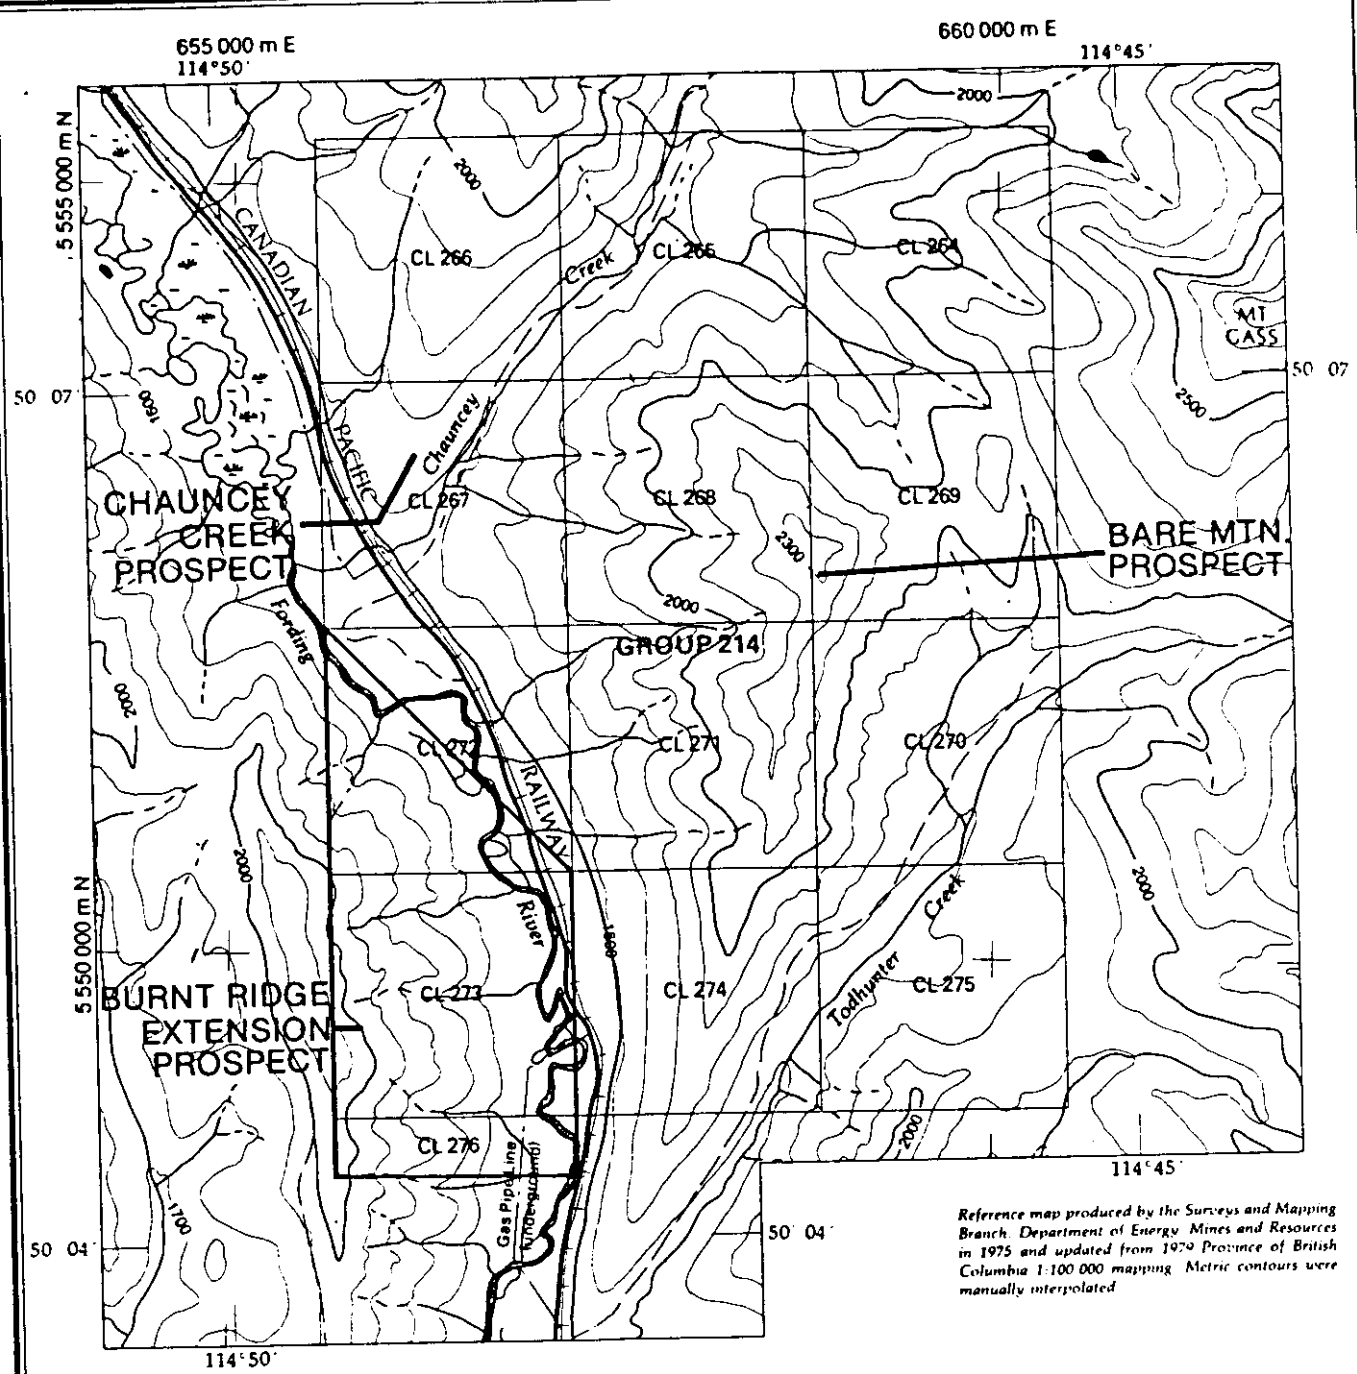 655 000 m E
114°50'
660 000 m E
114°45'
5 555 000 m N
2000
2000
CANADIAN
CL 266
Creek
CL 265
CL 264
MT
CASS
50 07
50 07
1600
2500
PACIFIC
Chauncey
CHAUNCEY
CREEK
PROSPECT
CL 267
CL 268
CL 269
2300
BARE MTN.
PROSPECT
2000
Fording
GROUP 214
2000
CL 272
CL 271
CL 270
RAILWAY
2000
2000
5 550 000 m N
River
Creek
1600
BURNT RIDGE
EXTENSION
PROSPECT
CL 273
CL 274
Todhunter
CL 275
2000
CL 276
Gas Pipe Line
(underground)
1700
114°45'
50 04'
50 04'
114°50'
Reference map produced by the Surveys and Mapping
Branch, Department of Energy, Mines and Resources
in 1975 and updated from 1979 Province of British
Columbia 1:100 000 mapping. Metric contours were
manually interpolated